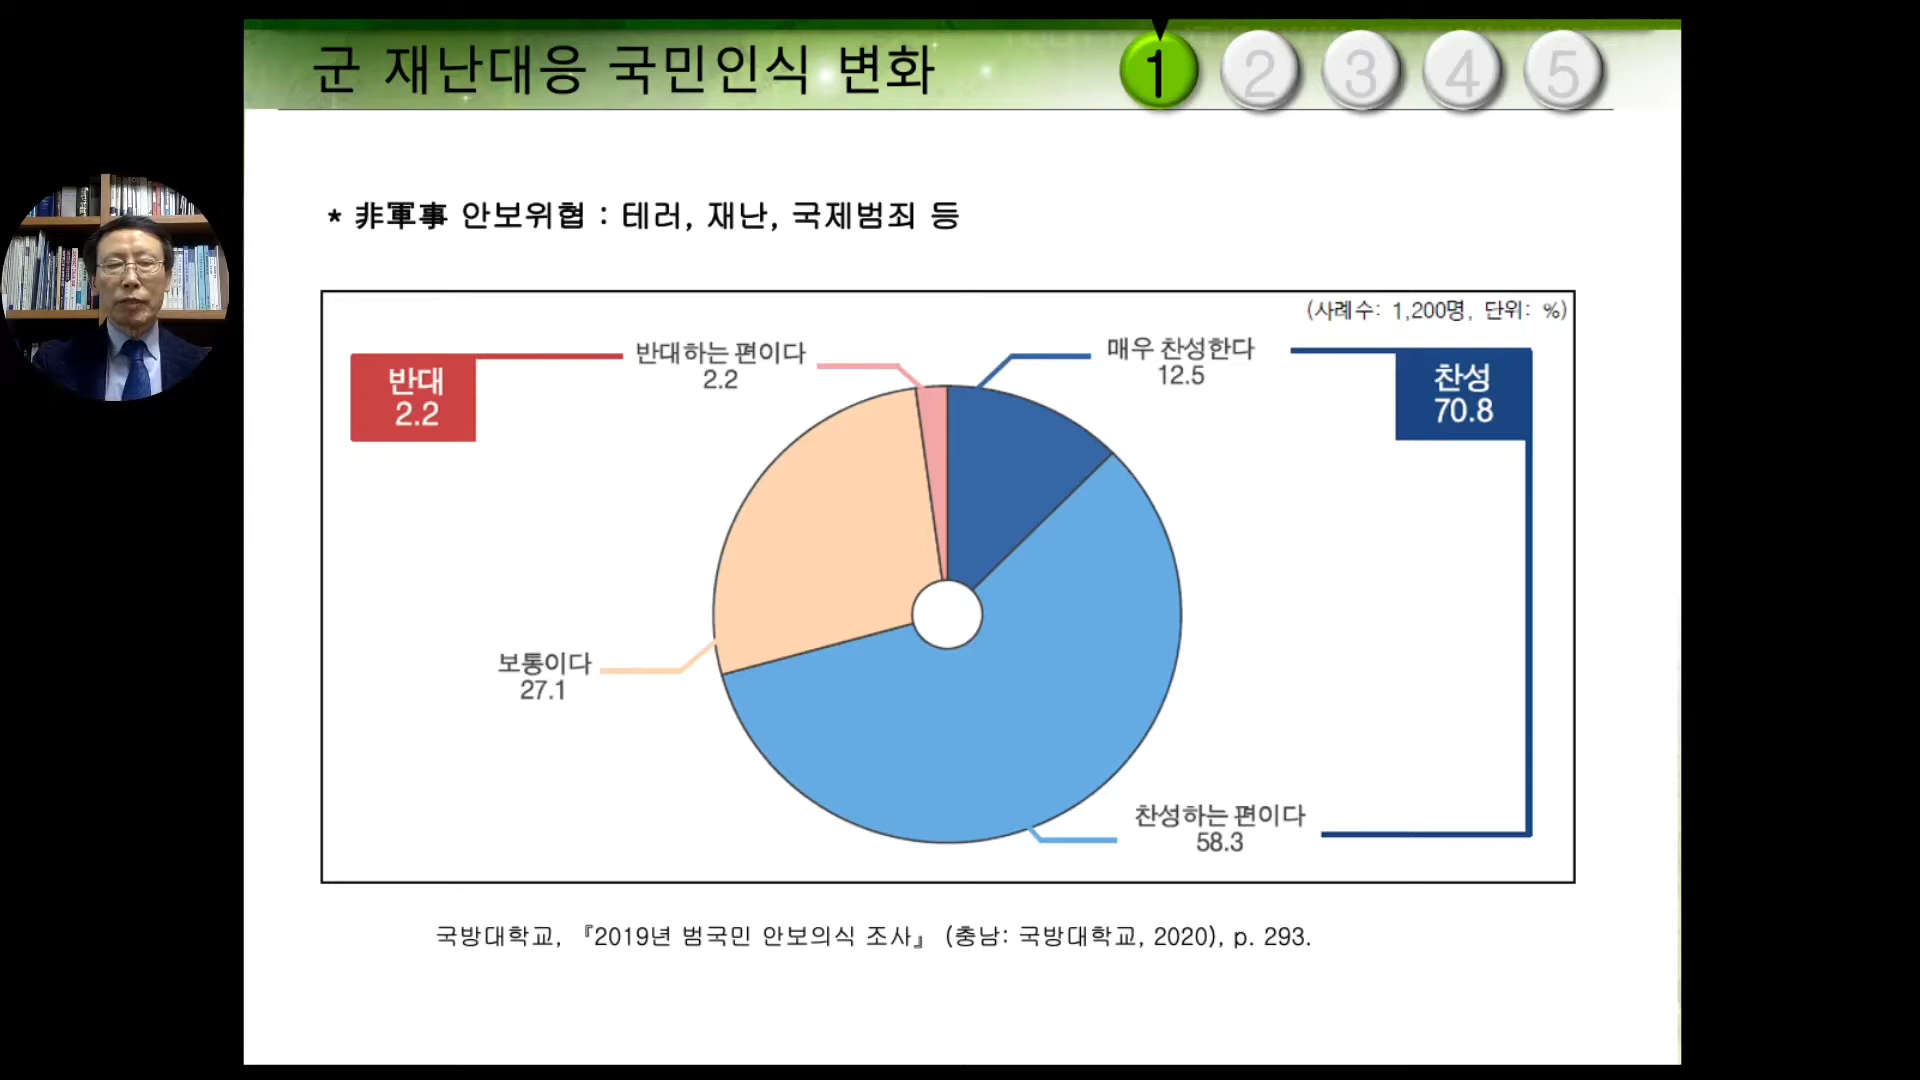 군 재난대응 국민인식 변화
1 2 3 4 5
* 非軍事 안보위협 : 테러, 재난, 국제범죄 등
(사례수: 1,200명, 단위: %)
반대
2.2
반대하는 편이다
2.2
매우 찬성한다
12.5
찬성
70.8
보통이다
27.1
찬성하는 편이다
58.3
국방대학교, 『2019년 범국민 안보의식 조사』 (충남: 국방대학교, 2020), p. 293.